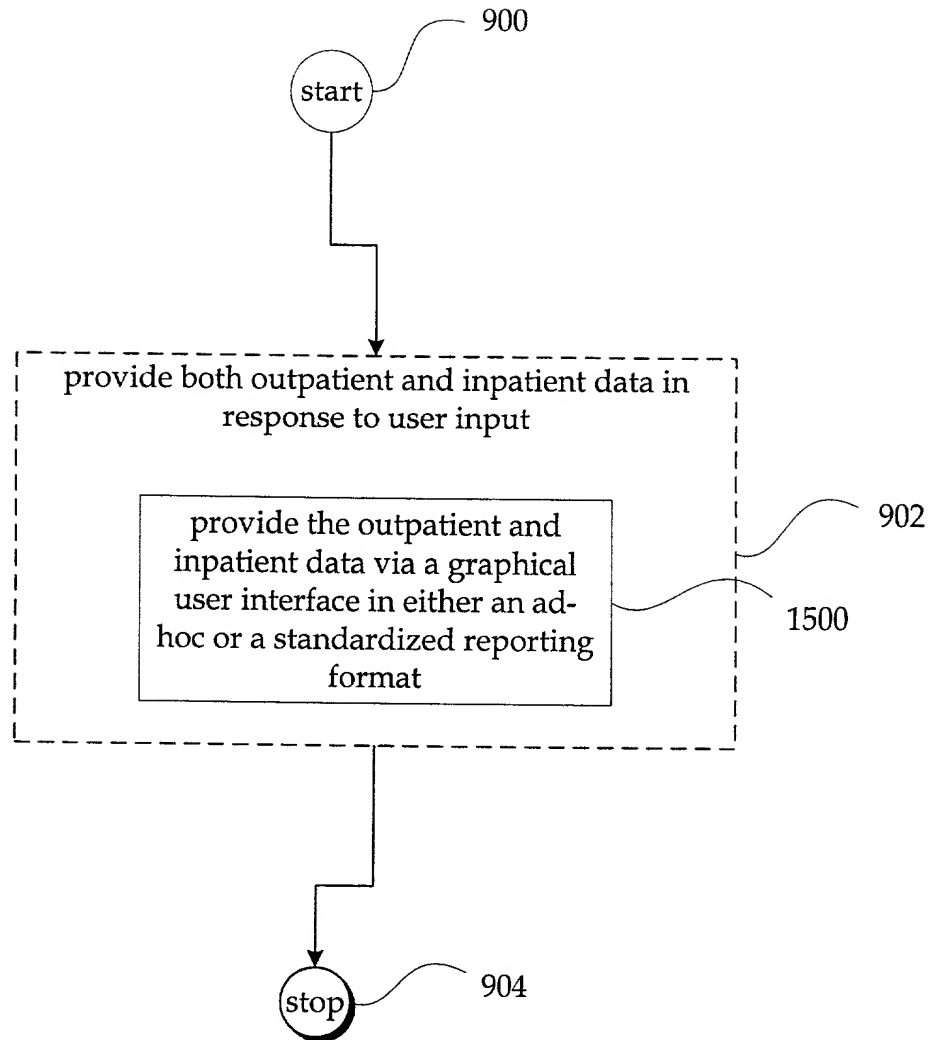 900
start
provide both outpatient and inpatient data in
response to user input
902
provide the outpatient and
inpatient data via a graphical
user interface in either an ad-
hoc or a standardized reporting
format
1500
stop
904